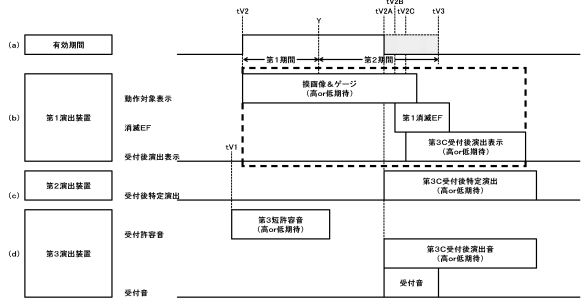 tV2
Y
tV2A
tV2B
tV2C
tV3
(a)
有効期間
第1期間
第2期間
(b)
第1演出装置
動作対象表示
換画像&ゲージ
(高or低期待)
消滅EF
第1消滅EF
受付後演出表示
第3C受付後演出表示
(高or低期待)
tV1
(c)
第2演出装置
受付後特定演出
第3C受付後特定演出
(高or低期待)
(d)
第3演出装置
受付許容音
第3短許容音
(高or低期待)
第3C受付後演出音
(高or低期待)
受付音
受付音